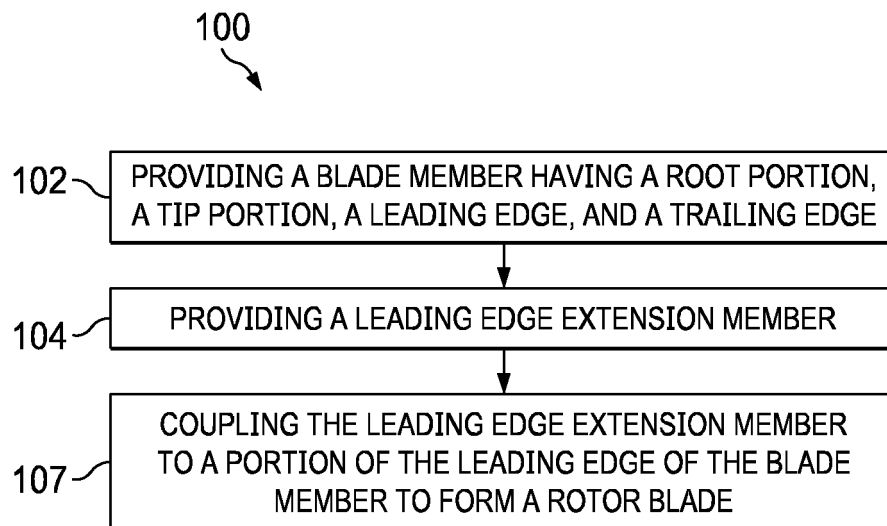 100
102
PROVIDING A BLADE MEMBER HAVING A ROOT PORTION,
A TIP PORTION, A LEADING EDGE, AND A TRAILING EDGE
104
PROVIDING A LEADING EDGE EXTENSION MEMBER
107
COUPLING THE LEADING EDGE EXTENSION MEMBER
TO A PORTION OF THE LEADING EDGE OF THE BLADE
MEMBER TO FORM A ROTOR BLADE